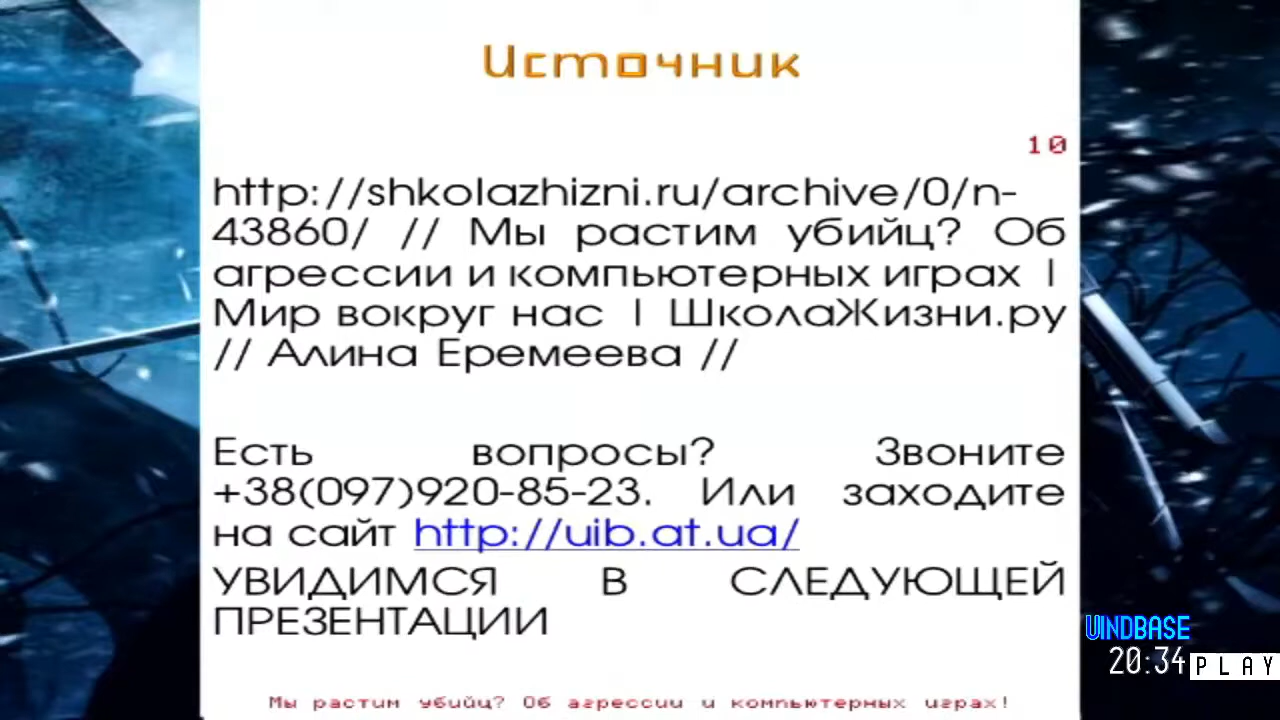 Источник
10
http://shkolazhizni.ru/archive/0/n-
43860/ // Мы растим убийц? Об
агрессии и компьютерных играх |
Мир вокруг нас | ШколаЖизни.ру
// Алина Еремеева //
Есть вопросы? Звоните
+38(097)920-85-23. Или заходите
на сайт http://uib.at.ua/
УВИДИМСЯ В СЛЕДУЮЩЕЙ
ПРЕЗЕНТАЦИИ
UINDBASE
20:34 PLAY
Мы растим убийц? Об агрессии и компьютерных играх!